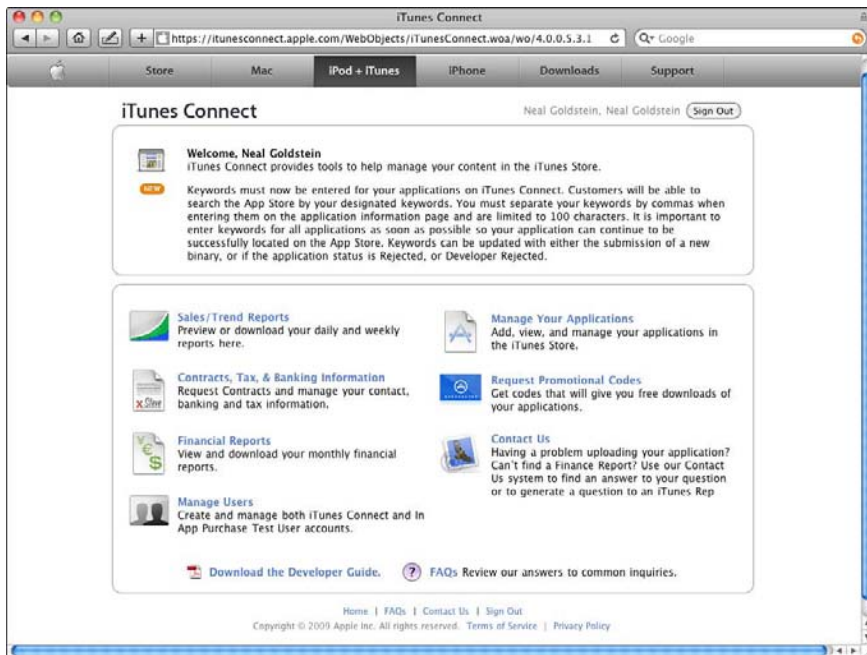 iTunes Connect
https://itunesconnect.apple.com/WebObjects/iTunesConnect.woa/wo/4.0.0.5.3.1
Google
Store Mac iPod + iTunes iPhone Downloads Support
iTunes Connect
Neal Goldstein, Neal Goldstein Sign Out
Welcome, Neal Goldstein
iTunes Connect provides tools to help manage your content in the iTunes Store.
NEW
Keywords must now be entered for your applications on iTunes Connect. Customers will be able to
search the App Store by your designated keywords. You must separate your keywords by commas when
entering them on the application information page and are limited to 100 characters. It is important to
enter keywords for all applications as soon as possible so your application can continue to be
successfully located on the App Store. Keywords can be updated with either the submission of a new
binary, or if the application status is Rejected, or Developer Rejected.
Sales/Trend Reports
Preview or download your daily and weekly
reports here.
Contracts, Tax, & Banking Information
Request Contracts and manage your contact,
banking and tax information.
Financial Reports
View and download your monthly financial
reports.
Manage Users
Create and manage both iTunes Connect and In
App Purchase Test User accounts.
Manage Your Applications
Add, view, and manage your applications in
the iTunes Store.
Request Promotional Codes
Get codes that will give you free downloads of
your applications.
Contact Us
Having a problem uploading your application?
Can't find a Finance Report? Use our Contact
Us system to find an answer to your question
or to generate a question to an iTunes Rep
Download the Developer Guide. ? FAQs Review our answers to common inquiries.
Home | FAQs | Contact Us | Sign Out
Copyright © 2009 Apple Inc. All rights reserved. Terms of Service | Privacy Policy